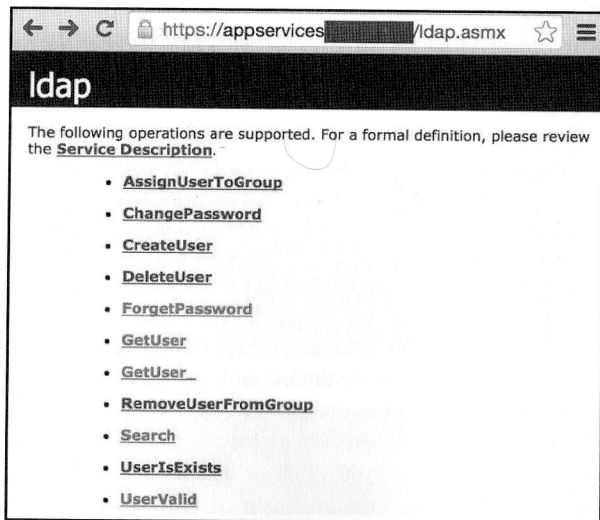 https://appservices /ldap.asmx
ldap
The following operations are supported. For a formal definition, please review
the Service Description.
• AssignUserToGroup
• ChangePassword
• CreateUser
• DeleteUser
• ForgetPassword
• GetUser
• GetUser_
• RemoveUserFromGroup
• Search
• UserIsExists
• UserValid